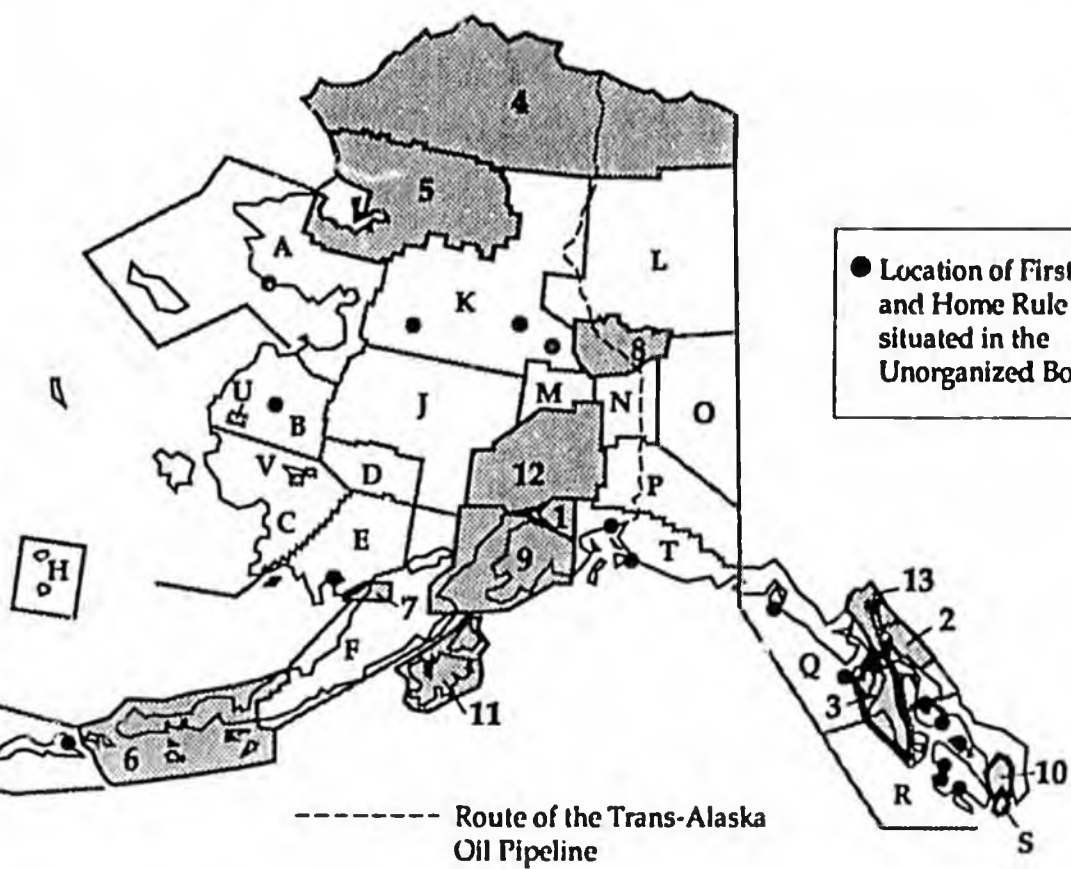 4
5
A
L
K
● Location of First
and Home Rule
situated in the
Unorganized Bo
8
U
B
J
M
N
O
12
V
D
P
C
1
E
9
T
H
7
13
2
F
Q
3
11
6
10
R
S
------- Route of the Trans-Alaska
Oil Pipeline